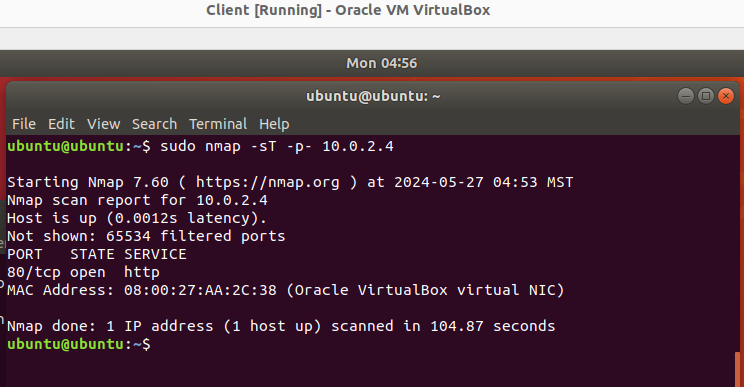 Client [Running] - Oracle VM VirtualBox
Mon 04:56
ubuntu@ubuntu: ~
File Edit View Search Terminal Help
ubuntu@ubuntu:~$ sudo nmap -sT -p- 10.0.2.4
Starting Nmap 7.60 ( https://nmap.org ) at 2024-05-27 04:53 MST
Nmap scan report for 10.0.2.4
Host is up (0.0012s latency).
Not shown: 65534 filtered ports
PORT   STATE SERVICE
80/tcp open  http
MAC Address: 08:00:27:AA:2C:38 (Oracle VirtualBox virtual NIC)
Nmap done: 1 IP address (1 host up) scanned in 104.87 seconds
ubuntu@ubuntu:~$